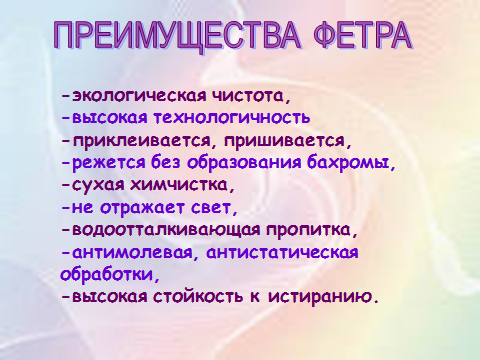 ПРЕИМУЩЕСТВА ФЕТРА
-экологическая чистота,
-высокая технологичность
-приклеивается, пришивается,
-режется без образования бахромы,
-сухая химчистка,
-не отражает свет,
-водоотталкивающая пропитка,
-антимолевая, антистатическая
обработки,
-высокая стойкость к истиранию.